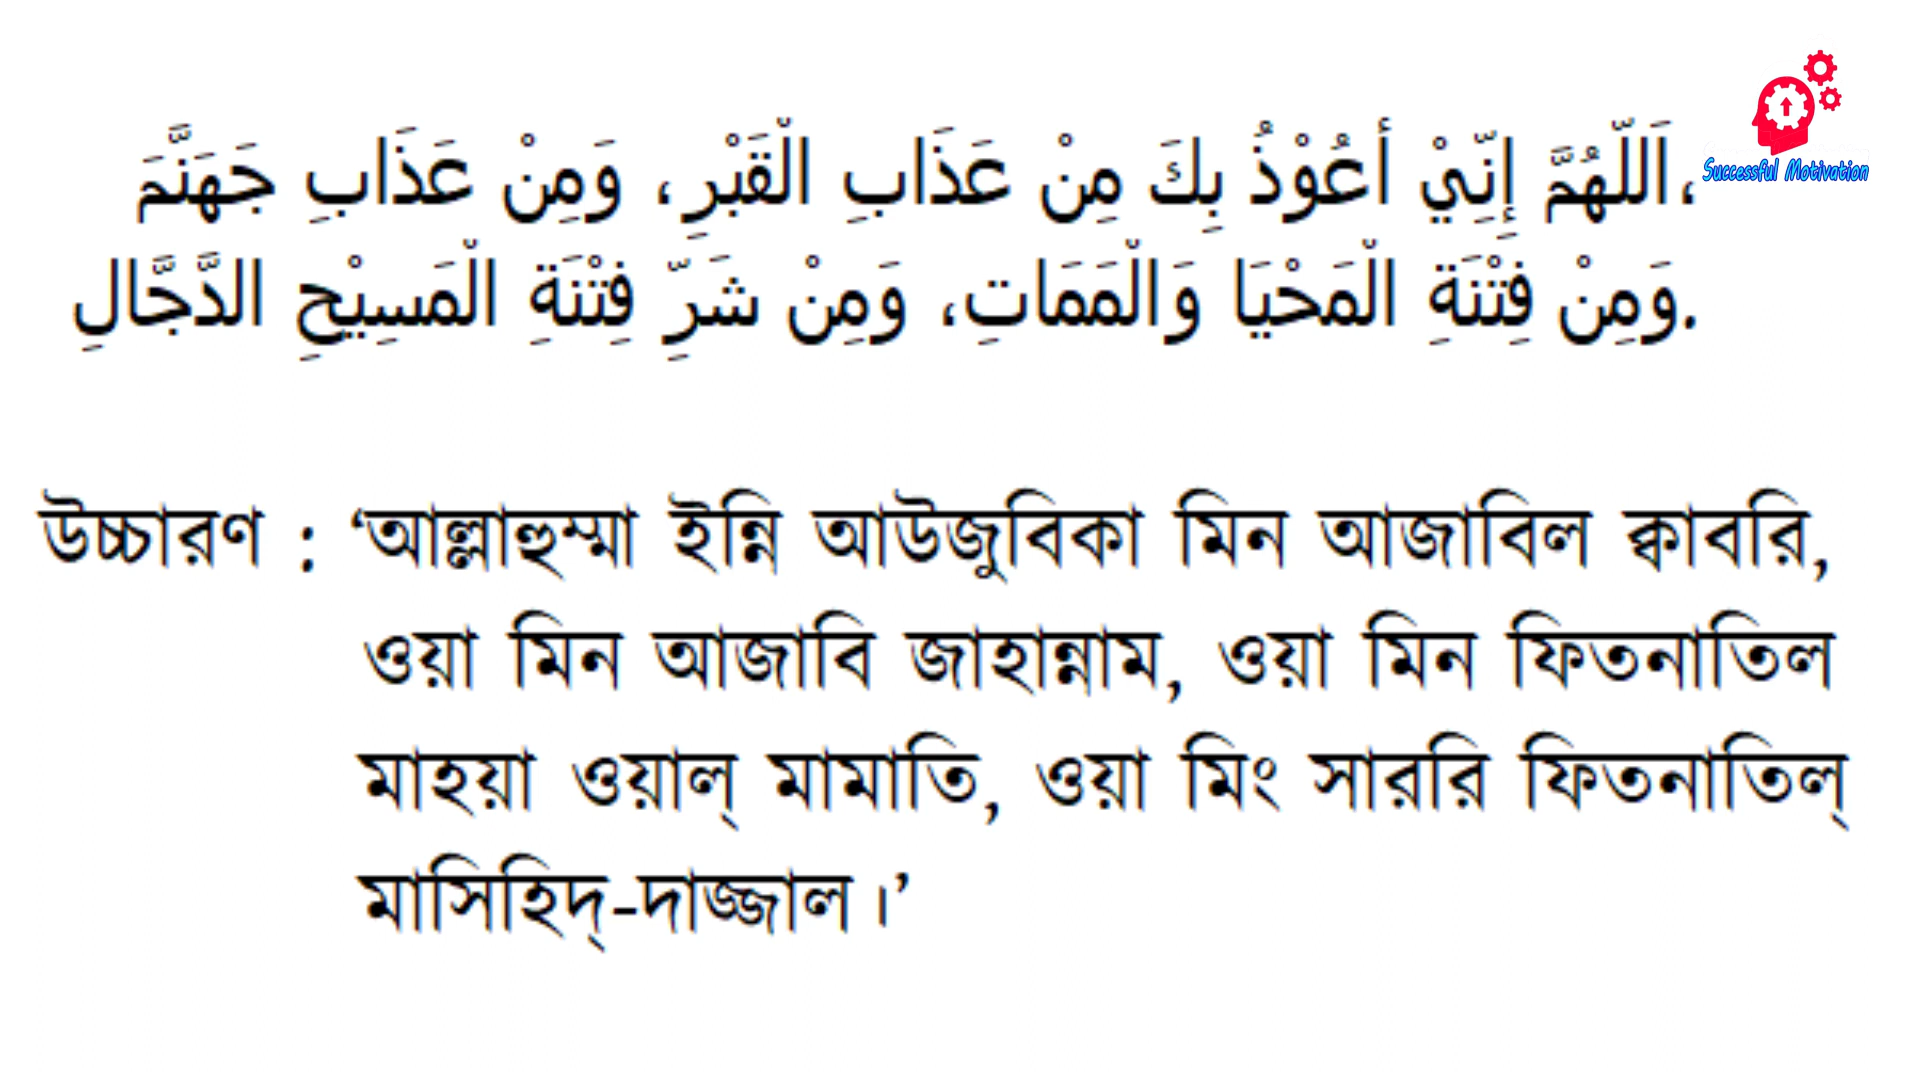 اَللّهُمَّ إِنِّيْ أَعُوْذُ بِكَ مِنْ عَذَابِ الْقَبْرِ، وَمِنْ عَذَابِ جَهَنَّمَ،
وَمِنْ فِتْنَةِ الْمَحْيَا وَالْمَمَاتِ، وَمِنْ شَرِّ فِتْنَةِ الْمَسِيْحِ الدَّجَّالِ.
Successful Motivation
উচ্চারণ : ‘আল্লাহুম্মা ইন্নি আউজুবিকা মিন আজাবিল ক্বাবরি,
ওয়া মিন আজাবি জাহান্নাম, ওয়া মিন ফিতনাতিল
মাহয়া ওয়াল্ মামাতি, ওয়া মিং সাররি ফিতনাতিল্
মাসিহিদ্-দাজ্জাল।’